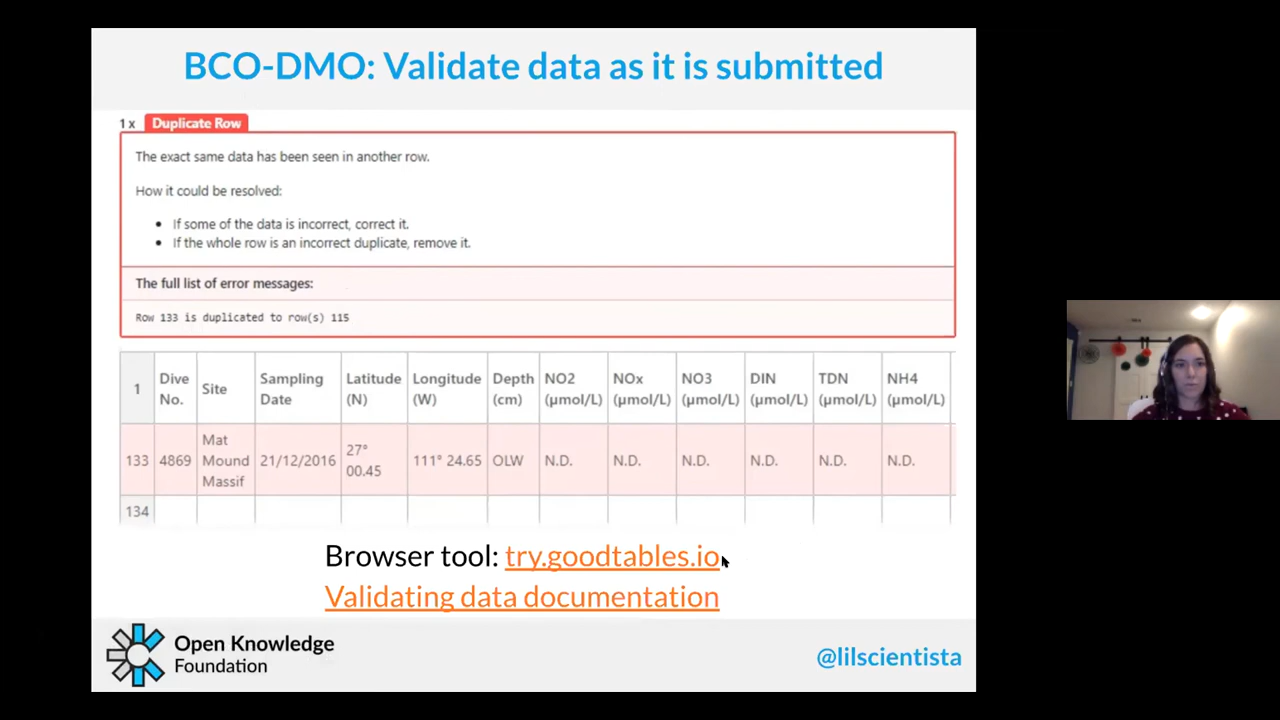 BCO-DMO: Validate data as it is submitted
1 x Duplicate Row
The exact same data has been seen in another row.
How it could be resolved:
• If some of the data is incorrect, correct it.
• If the whole row is an incorrect duplicate, remove it.
The full list of error messages:
Row 133 is duplicated to row(s) 115
1 Dive No. Site Sampling Date Latitude (N) Longitude (W) Depth (cm) NO2 (μmol/L) NOx (μmol/L) NO3 (μmol/L) DIN (μmol/L) TDN (μmol/L) NH4 (μmol/L)
133 4869 Mat Mound Massif 21/12/2016 27° 00.45 111° 24.65 OLW N.D. N.D. N.D. N.D. N.D. N.D.
134
Browser tool: try.goodtables.io
Validating data documentation
Open Knowledge
Foundation
@lilscientista